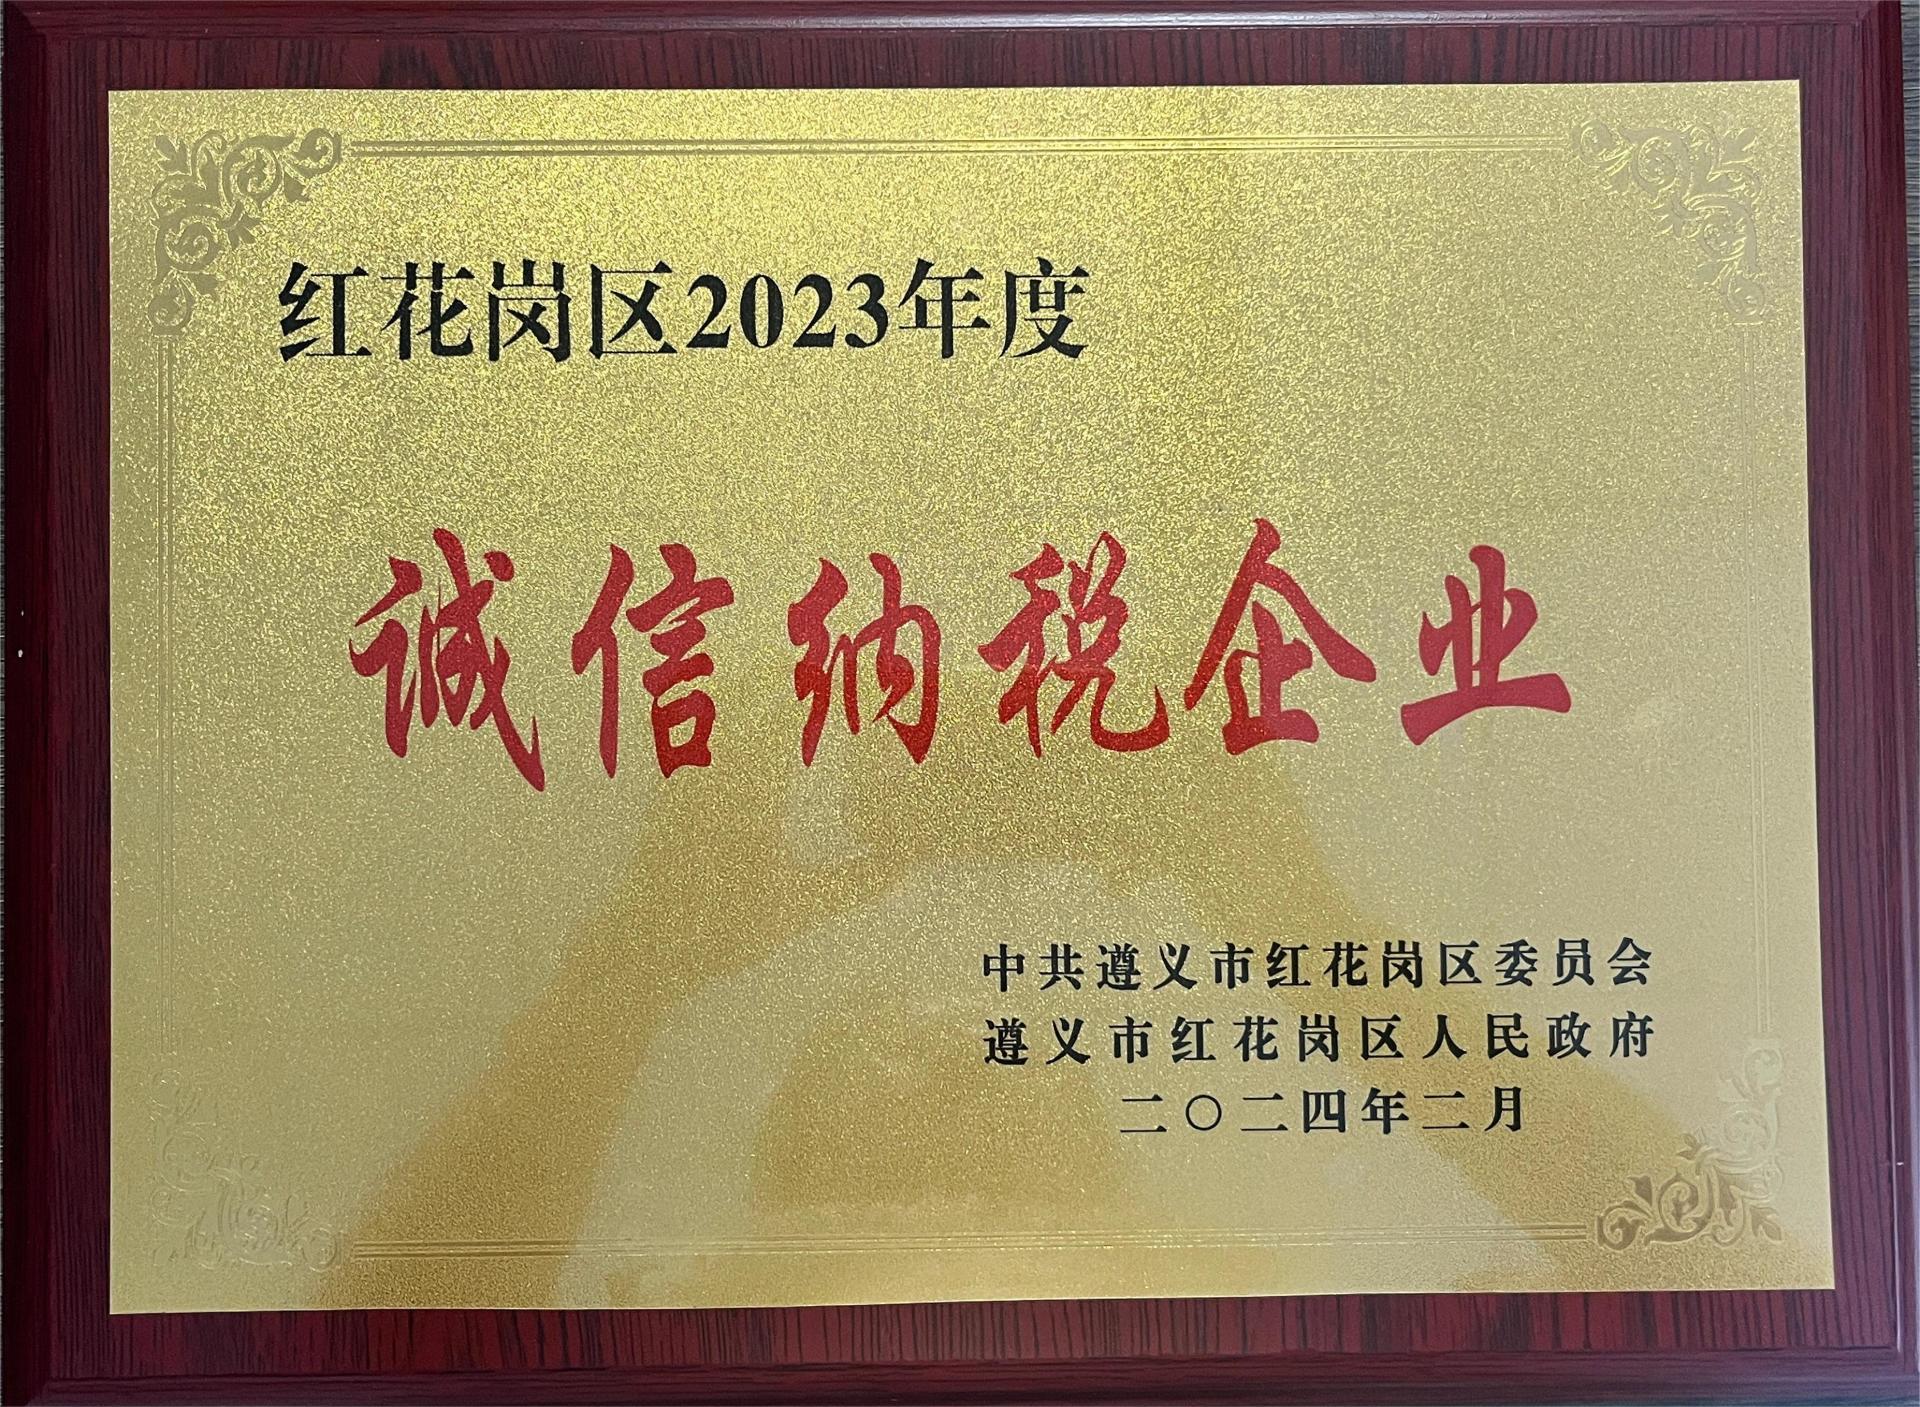 红花岗区2023年度
诚信纳税企业
中共遵义市红花岗区委员会
遵义市红花岗区人民政府
二〇二四年二月